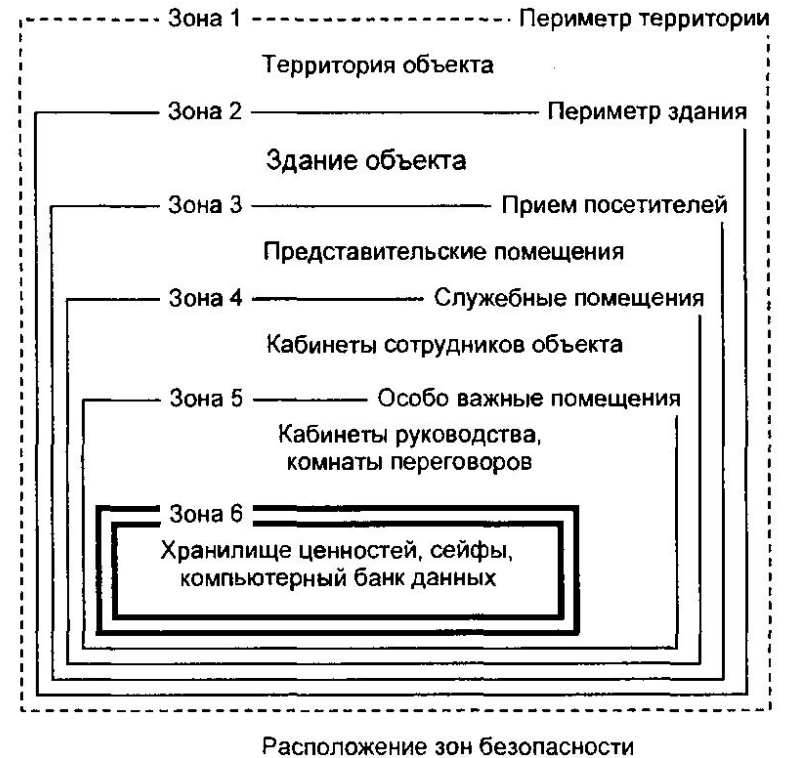 Зона 1 Периметр территории
Территория объекта
Зона 2 Периметр здания
Здание объекта
Зона 3 Прием посетителей
Представительские помещения
Зона 4 Служебные помещения
Кабинеты сотрудников объекта
Зона 5 Особо важные помещения
Кабинеты руководства,
комнаты переговоров
Зона 6
Хранилище ценностей, сейфы,
компьютерный банк данных
Расположение зон безопасности